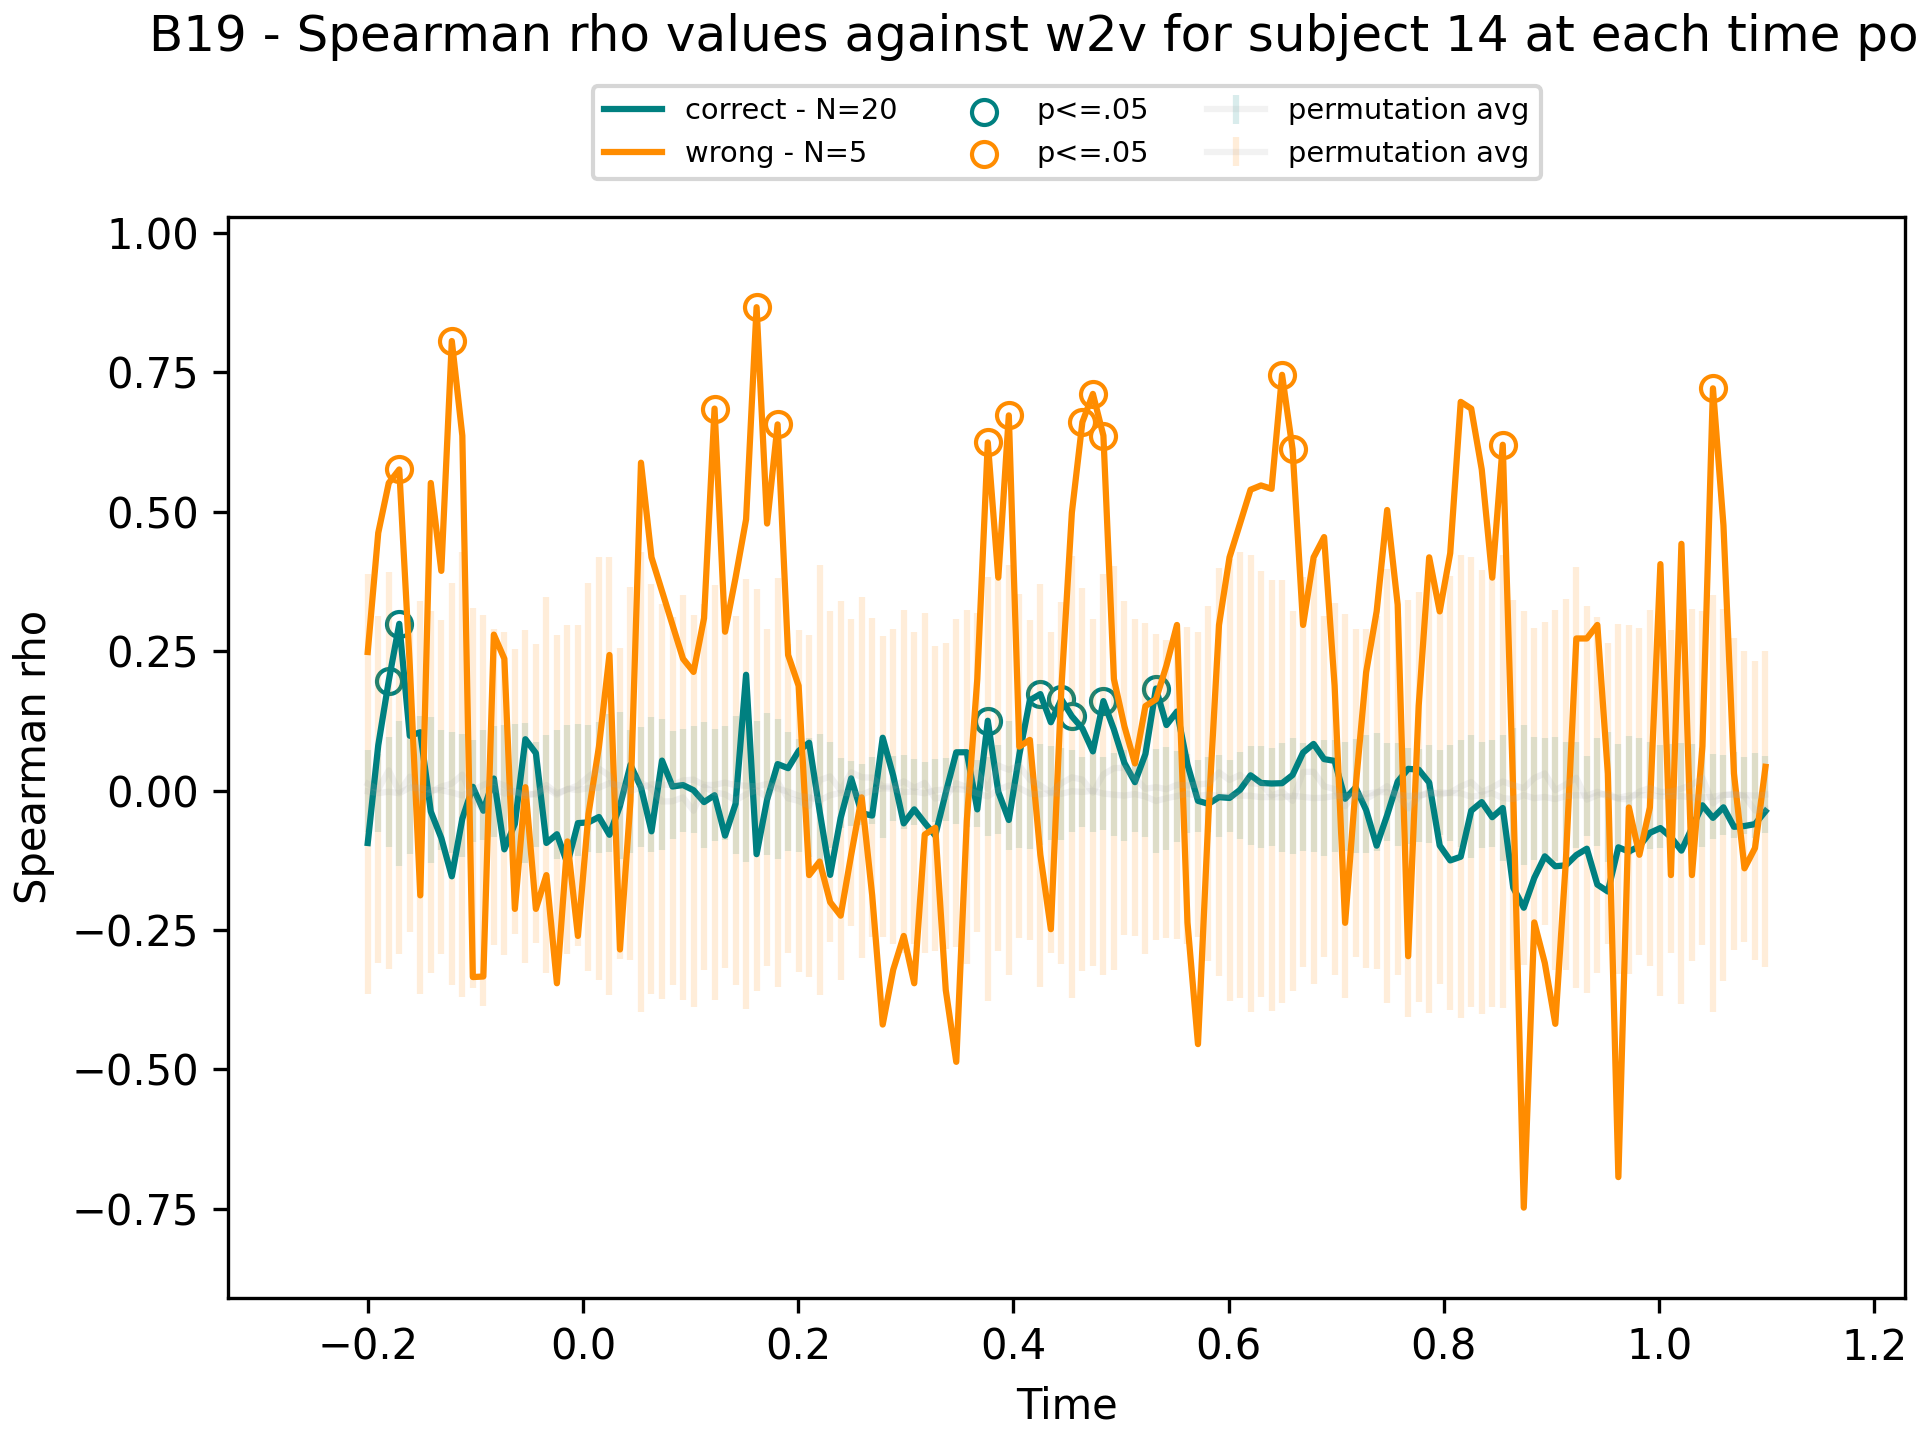 B19 - Spearman rho values against w2v for subject 14 at each time po
correct - N=20
wrong - N=5
p<=.05
p<=.05
permutation avg
permutation avg
1.00
0.75
0.50
0.25
0.00
−0.25
−0.50
−0.75
Spearman rho
−0.2 0.0 0.2 0.4 0.6 0.8 1.0 1.2
Time